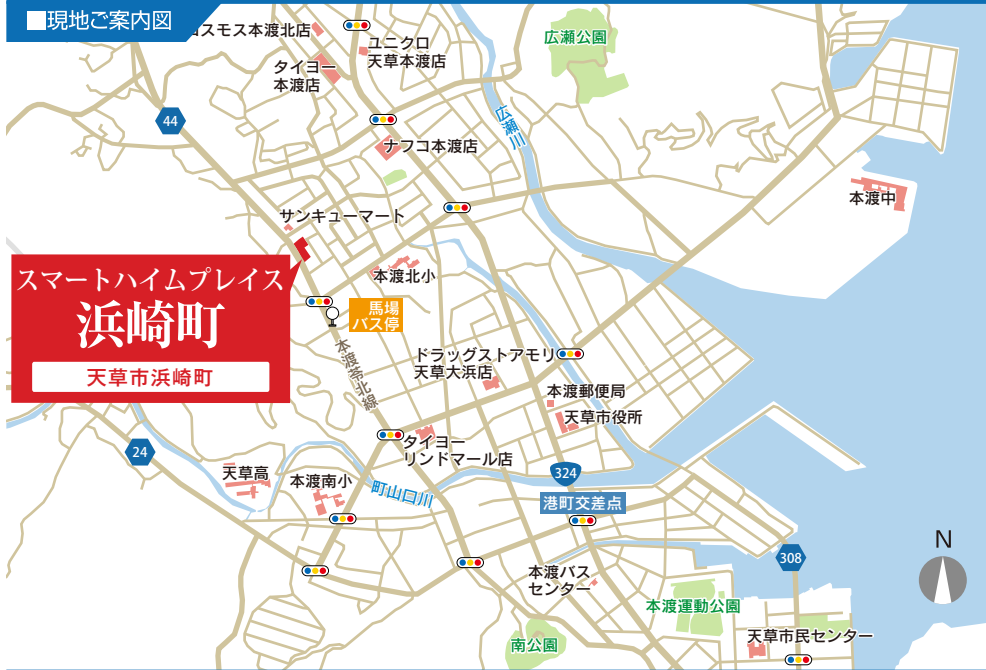 ■現地ご案内図
コスモス本渡北店
ユニクロ
天草本渡店
タイヨー
本渡店
広瀬公園
広瀬川
44
ナフコ本渡店
本渡中
サンキューマート
スマートハイムプレイス
浜崎町
天草市浜崎町
本渡北小
馬場
バス停
本渡苓北線
ドラッグストアモリ
天草大浜店
本渡郵便局
天草市役所
タイヨー
リンドマール店
24
天草高
本渡南小
町山口川
324
港町交差点
N
308
本渡バス
センター
本渡運動公園
南公園
天草市民センター